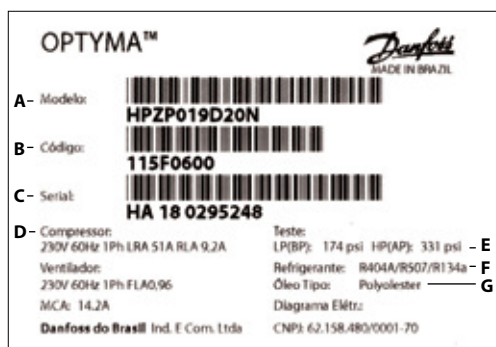 OPTYMA™
Danfoss
MADE IN BRAZIL
A - Modelo:
HPZP019D20N
B - Código:
115F0600
C - Serial:
HA 18 0295248
D - Compressor:
230V 60Hz 1Ph LRA 51A RLA 9,2A
Ventilador:
230V 60Hz 1Ph FLA0,96
MCA: 14.2A
Danfoss do Brasil Ind. E Com. Ltda
Teste:
LP(BP): 174 psi HP(AP): 331 psi - E
Refrigerante: R404A/R507/R134a - F
Óleo Tipo: Polyolester G
Diagrama Elétr.:
CNPJ: 62.158.480/0001-70